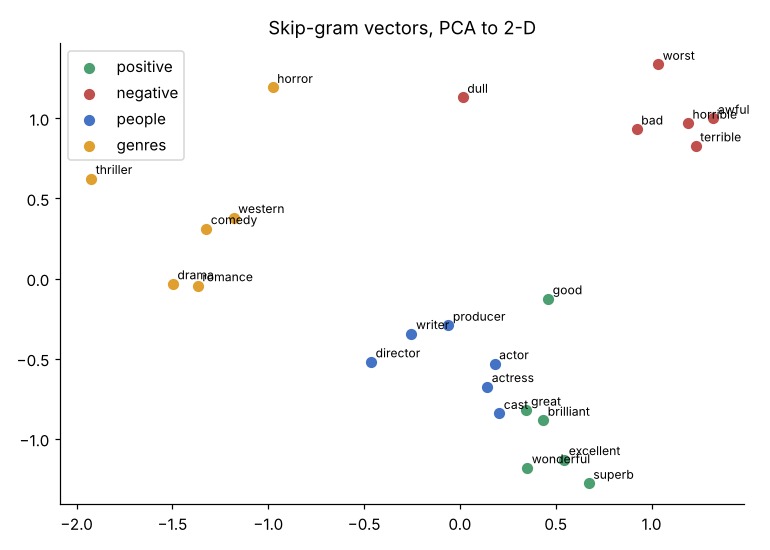 Skip-gram vectors, PCA to 2-D
positive
negative
people
genres
worst
horror
dull
awful
horrible
bad
terrible
thriller
western
comedy
drama
romance
good
producer
writer
director
actor
actress
cast
great
brilliant
excellent
wonderful
superb
1.0
0.5
0.0
−0.5
−1.0
−2.0
−1.5
−1.0
−0.5
0.0
0.5
1.0